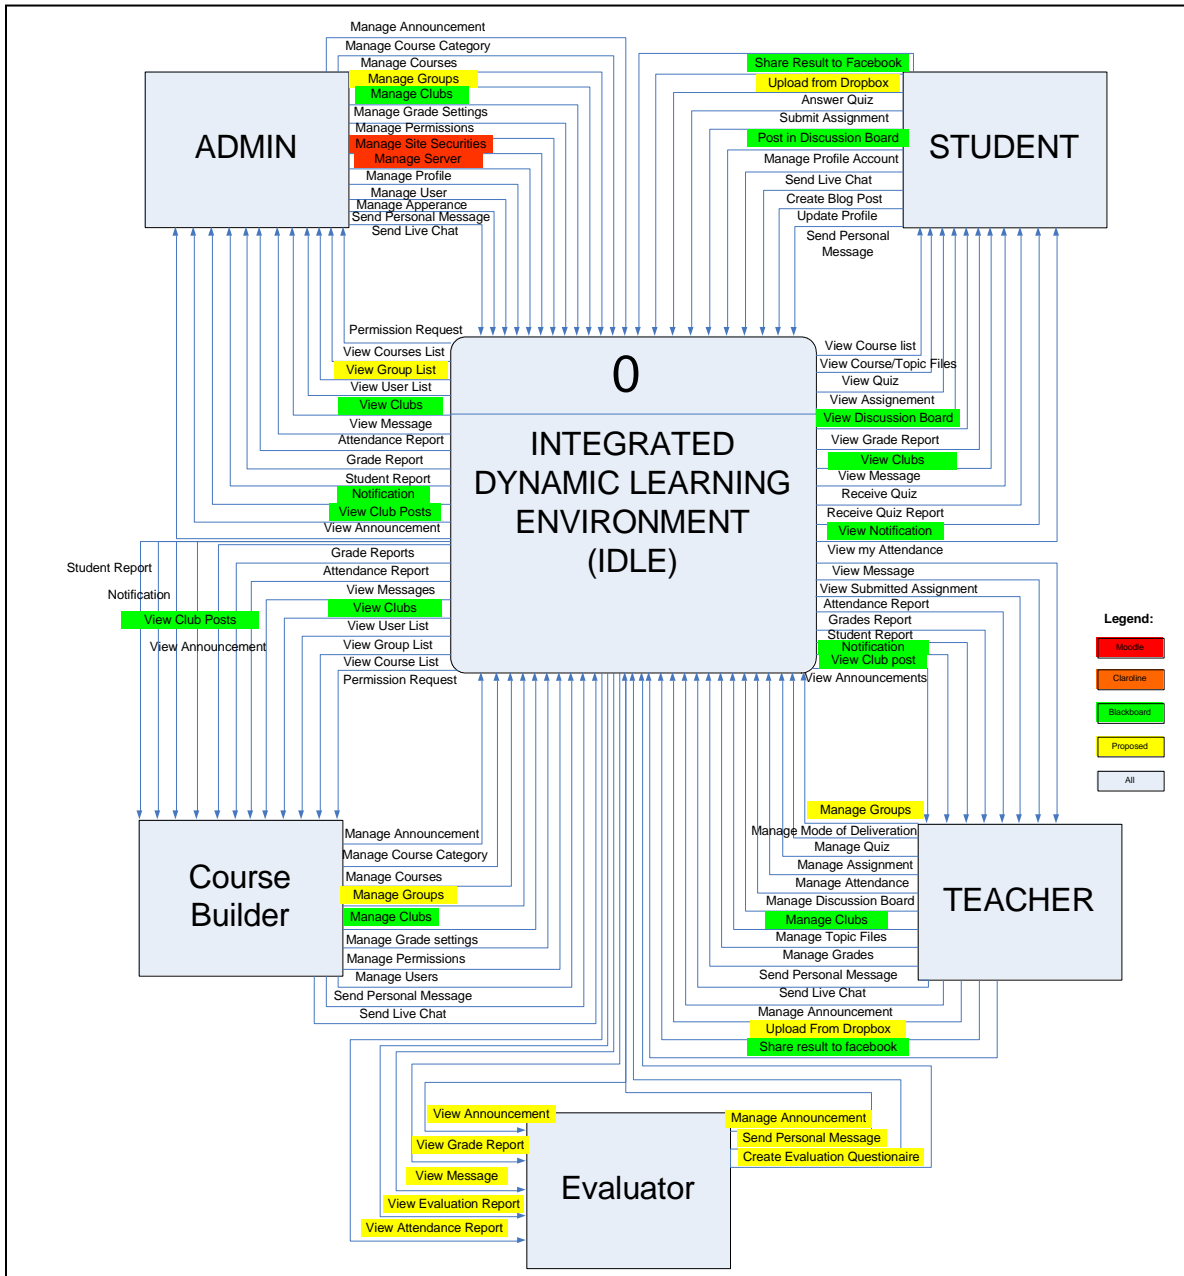 Manage Announcement
Manage Course Category
Manage Courses
Manage Groups
Manage Clubs
Manage Grade Settings
Manage Permissions
Manage Site Securities
Manage Server
Manage Profile
Manage User
Manage Apperance
Send Personal Message
Send Live Chat
ADMIN
Share Result to Facebook
Upload from Dropbox
Answer Quiz
Submit Assignment
Post in Discussion Board
Manage Profile Account
Send Live Chat
Create Blog Post
Update Profile
Send Personal
Message
STUDENT
Permission Request
View Courses List
View Group List
View User List
View Clubs
View Message
Attendance Report
Grade Report
Student Report
Notification
View Club Posts
View Announcement
0
INTEGRATED
DYNAMIC LEARNING
ENVIRONMENT
(IDLE)
View Course list
View Course/Topic Files
View Quiz
View Assignement
View Discussion Board
View Grade Report
View Clubs
View Message
Receive Quiz
Receive Quiz Report
View Notification
View my Attendance
Grade Reports
Student Report
Attendance Report
Notification
View Messages
View Clubs
View Club Posts
View User List
View Announcement
View Group List
View Course List
Permission Request
View Message
View Submitted Assignment
Attendance Report
Grades Report
Student Report
Notification
View Club post
View Announcements
Legend:
Moodle
Claroline
Blackboard
Proposed
All
Course
Builder
Manage Announcement
Manage Course Category
Manage Courses
Manage Groups
Manage Clubs
Manage Grade settings
Manage Permissions
Manage Users
Send Personal Message
Send Live Chat
Manage Groups
Manage Mode of Deliveration
Manage Quiz
Manage Assignment
Manage Attendance
Manage Discussion Board
Manage Clubs
Manage Topic Files
Manage Grades
Send Personal Message
Send Live Chat
Manage Announcement
Upload From Dropbox
Share result to facebook
TEACHER
View Announcement
View Grade Report
View Message
View Evaluation Report
View Attendance Report
Evaluator
Manage Announcement
Send Personal Message
Create Evaluation Questionaire